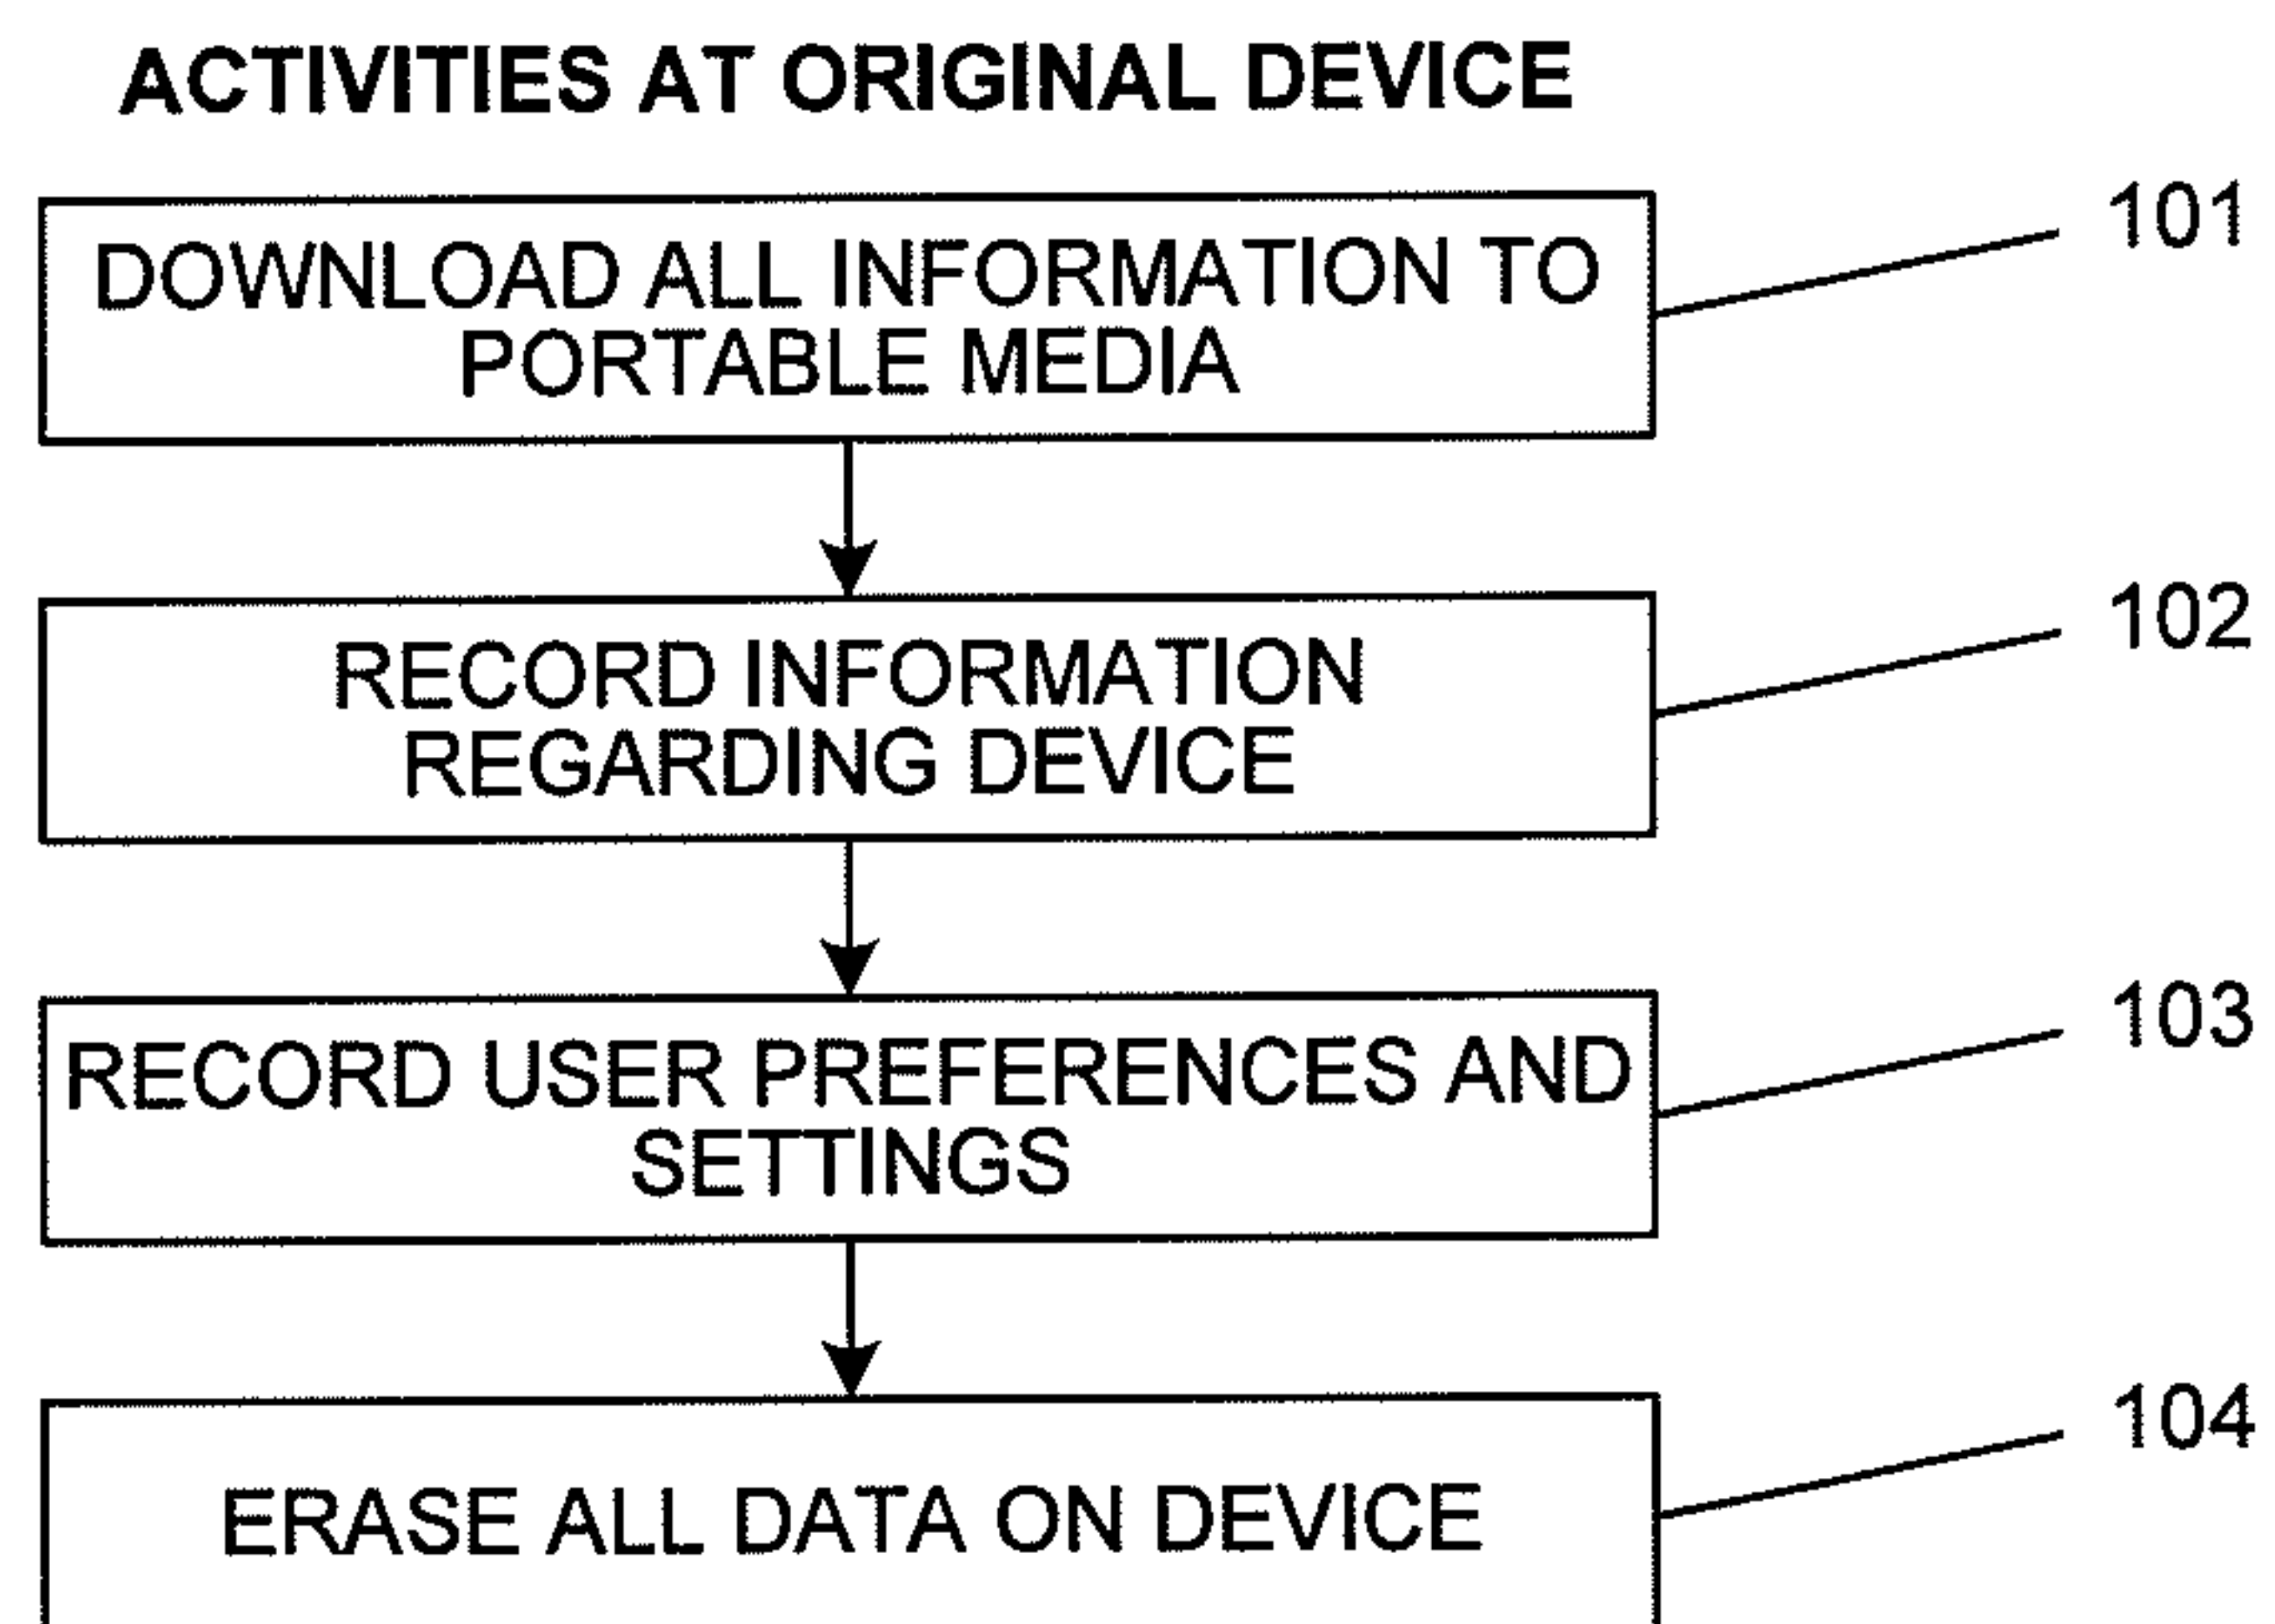 ACTIVITIES AT ORIGINAL DEVICE
101
DOWNLOAD ALL INFORMATION TO
PORTABLE MEDIA
102
RECORD INFORMATION
REGARDING DEVICE
103
RECORD USER PREFERENCES AND
SETTINGS
104
ERASE ALL DATA ON DEVICE